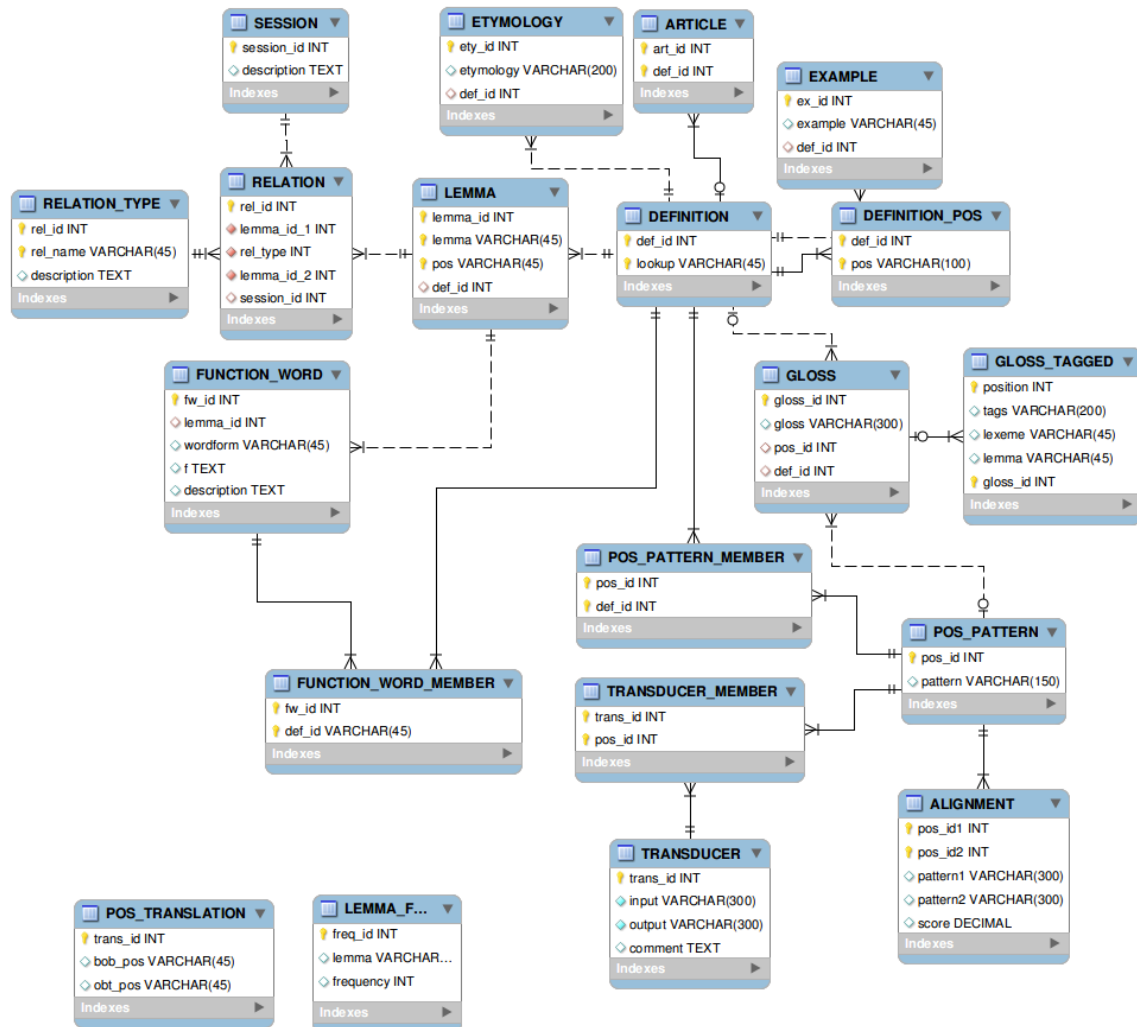 SESSION
session_id INT
description TEXT
Indexes
ETYMOLOGY
ety_id INT
etymology VARCHAR(200)
def_id INT
Indexes
ARTICLE
art_id INT
def_id INT
Indexes
EXAMPLE
ex_id INT
example VARCHAR(45)
def_id INT
Indexes
RELATION_TYPE
rel_id INT
rel_name VARCHAR(45)
description TEXT
Indexes
RELATION
rel_id INT
lemma_id_1 INT
rel_type INT
lemma_id_2 INT
session_id INT
Indexes
LEMMA
lemma_id INT
lemma VARCHAR(45)
pos VARCHAR(45)
def_id INT
Indexes
DEFINITION
def_id INT
lookup VARCHAR(45)
Indexes
DEFINITION_POS
def_id INT
pos VARCHAR(100)
Indexes
FUNCTION_WORD
fw_id INT
lemma_id INT
wordform VARCHAR(45)
f TEXT
description TEXT
Indexes
GLOSS
gloss_id INT
gloss VARCHAR(300)
pos_id INT
def_id INT
Indexes
GLOSS_TAGGED
position INT
tags VARCHAR(200)
lexeme VARCHAR(45)
lemma VARCHAR(45)
gloss_id INT
Indexes
POS_PATTERN_MEMBER
pos_id INT
def_id INT
Indexes
POS_PATTERN
pos_id INT
pattern VARCHAR(150)
Indexes
FUNCTION_WORD_MEMBER
fw_id INT
def_id VARCHAR(45)
Indexes
TRANSDUCER_MEMBER
trans_id INT
pos_id INT
Indexes
ALIGNMENT
pos_id1 INT
pos_id2 INT
pattern1 VARCHAR(300)
pattern2 VARCHAR(300)
score DECIMAL
Indexes
TRANSDUCER
trans_id INT
input VARCHAR(300)
output VARCHAR(300)
comment TEXT
Indexes
POS_TRANSLATION
trans_id INT
bob_pos VARCHAR(45)
obt_pos VARCHAR(45)
Indexes
LEMMA_F...
freq_id INT
lemma VARCHAR...
frequency INT
Indexes